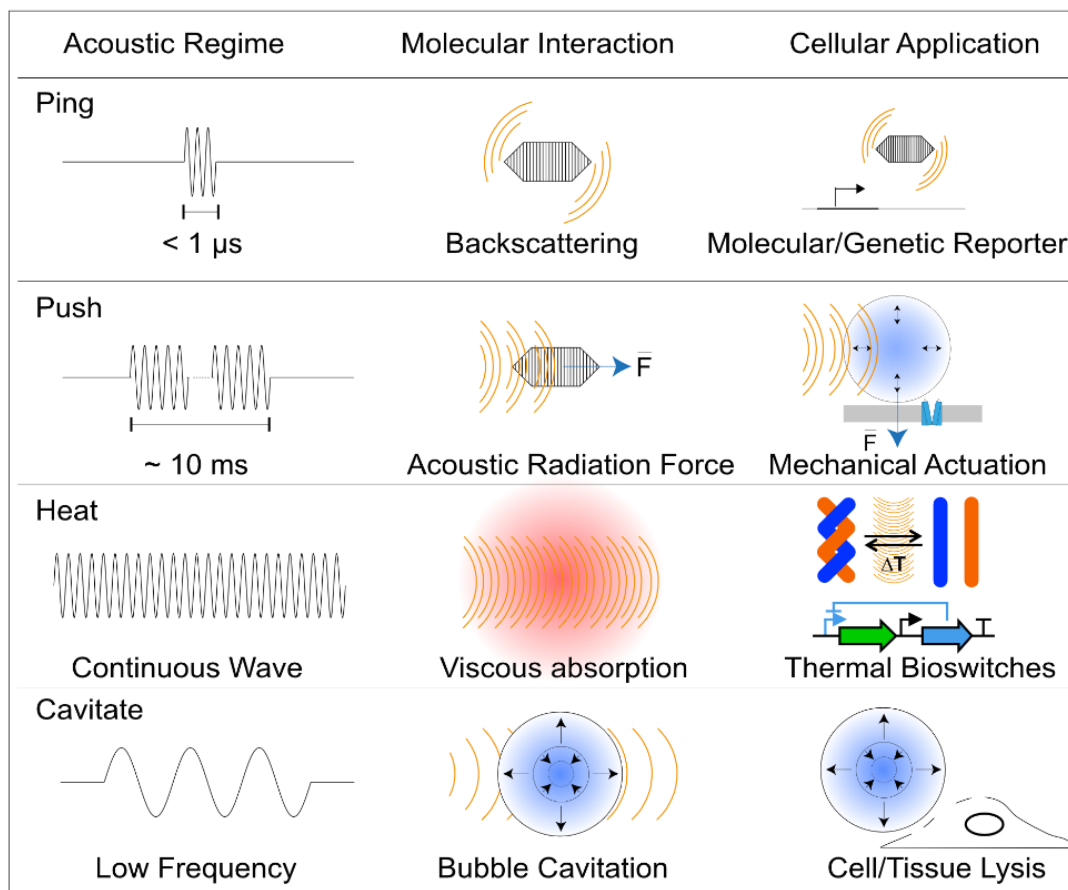 Acoustic Regime
Molecular Interaction
Cellular Application
Ping
< 1 μs
Backscattering
Molecular/Genetic Reporter
Push
F̅
F̅
~ 10 ms
Acoustic Radiation Force
Mechanical Actuation
Heat
ΔT
Continuous Wave
Viscous absorption
Thermal Bioswitches
Cavitate
Low Frequency
Bubble Cavitation
Cell/Tissue Lysis